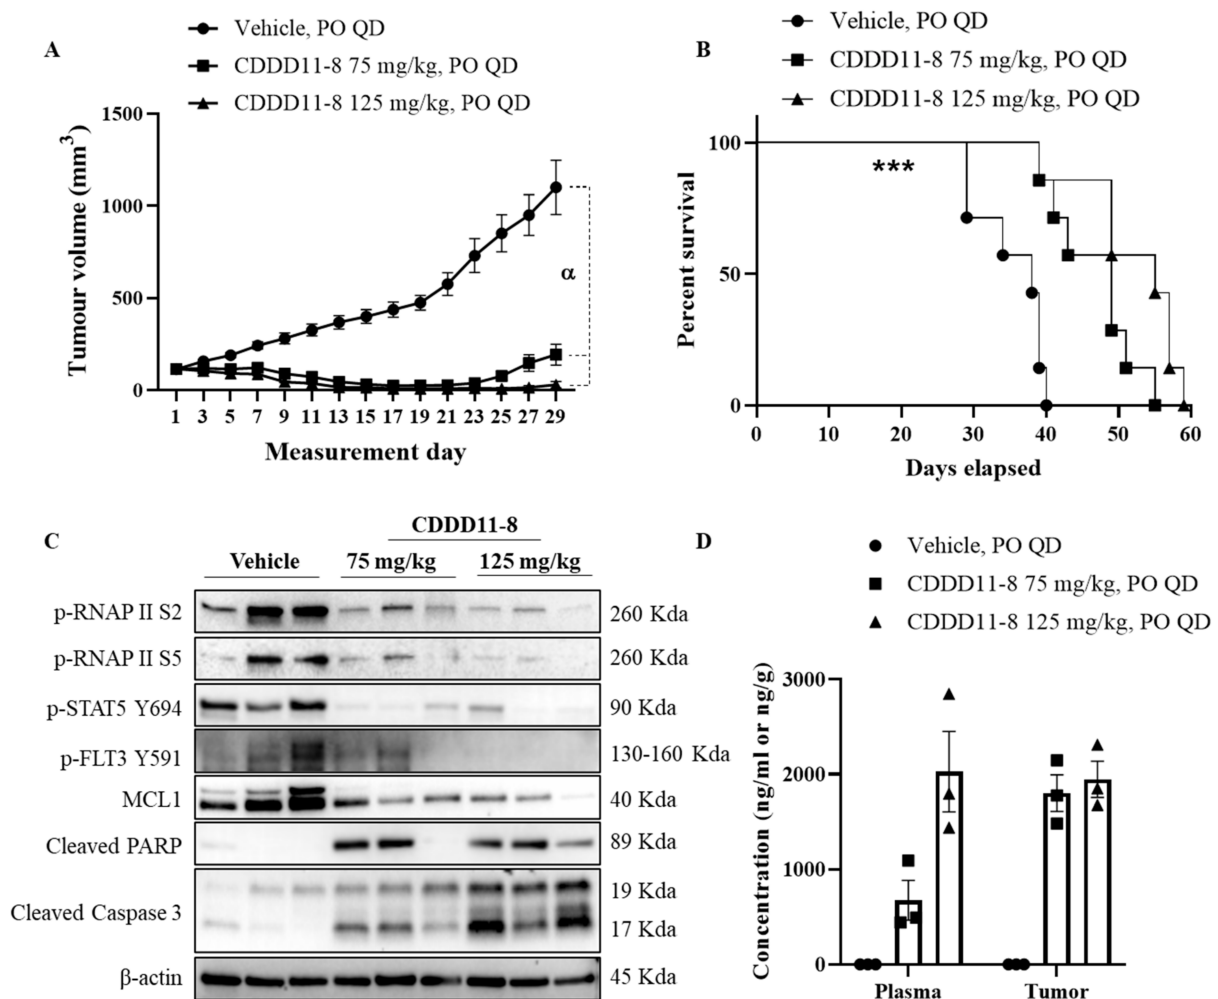 A
Vehicle, PO QD
CDDD11-8 75 mg/kg, PO QD
CDDD11-8 125 mg/kg, PO QD
Tumour volume (mm3)
1500
1000
500
0
α
1 3 5 7 9 11 13 15 17 19 21 23 25 27 29
Measurement day
B
Vehicle, PO QD
CDDD11-8 75 mg/kg, PO QD
CDDD11-8 125 mg/kg, PO QD
Percent survival
100
50
0
***
0 10 20 30 40 50 60
Days elapsed
C
CDDD11-8
Vehicle 75 mg/kg 125 mg/kg
p-RNAP II S2 260 Kda
p-RNAP II S5 260 Kda
p-STAT5 Y694 90 Kda
p-FLT3 Y591 130-160 Kda
MCL1 40 Kda
Cleaved PARP 89 Kda
19 Kda
Cleaved Caspase 3
17 Kda
β-actin 45 Kda
D
Vehicle, PO QD
CDDD11-8 75 mg/kg, PO QD
CDDD11-8 125 mg/kg, PO QD
Concentration (ng/ml or ng/g)
3000
2000
1000
0
Plasma Tumor